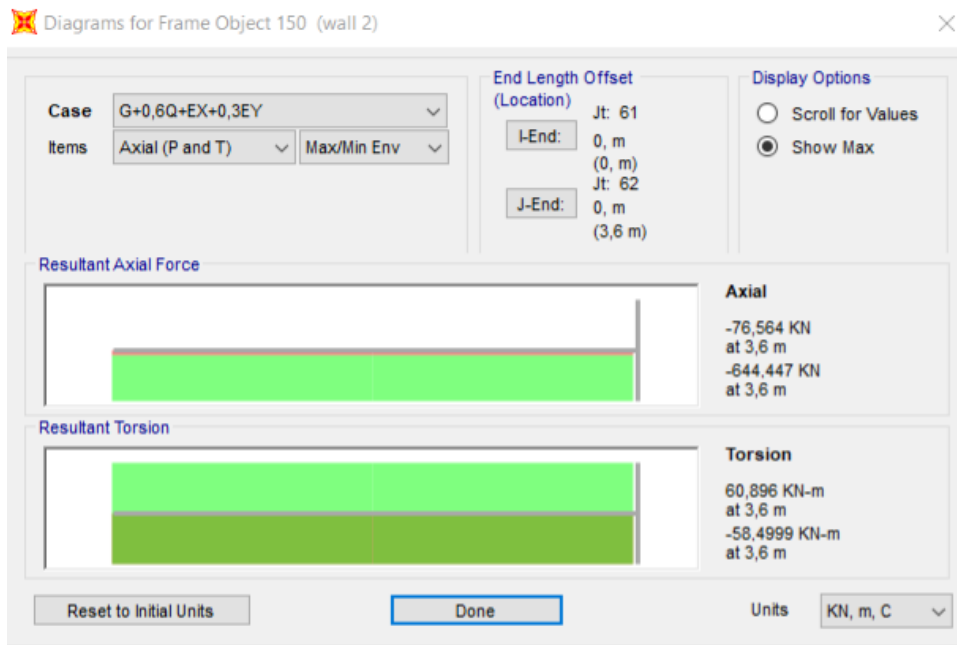 Diagrams for Frame Object 150 (wall 2)
Case G+0,6Q+EX+0,3EY
Items Axial (P and T) Max/Min Env
End Length Offset
(Location)
Jt: 61
I-End: 0, m
(0, m)
Jt: 62
J-End: 0, m
(3,6 m)
Display Options
Scroll for Values
Show Max
Resultant Axial Force
Axial
-76,564 KN
at 3,6 m
-644,447 KN
at 3,6 m
Resultant Torsion
Torsion
60,896 KN-m
at 3,6 m
-58,4999 KN-m
at 3,6 m
Reset to Initial Units
Done
Units KN, m, C